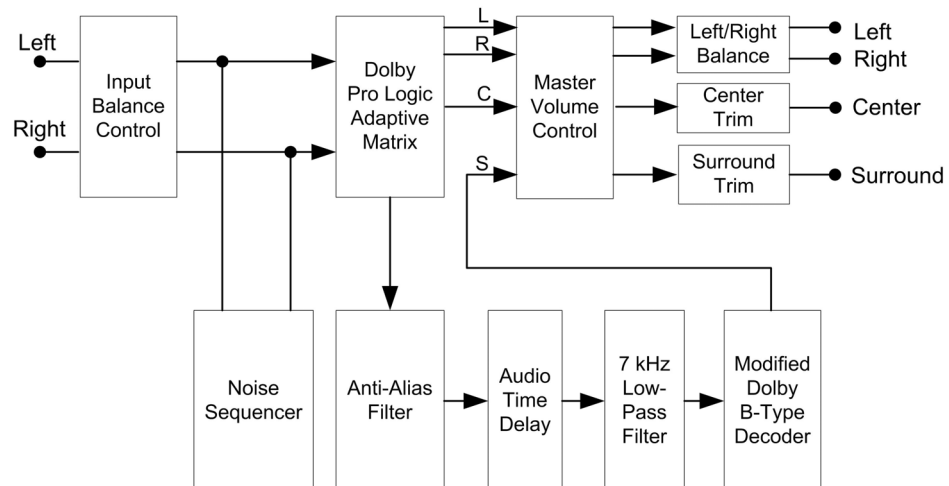 Left
Right
Input
Balance
Control
Dolby
Pro Logic
Adaptive
Matrix
L
R
C
S
Master
Volume
Control
Left/Right
Balance
Center
Trim
Surround
Trim
Left
Right
Center
Surround
Noise
Sequencer
Anti-Alias
Filter
Audio
Time
Delay
7 kHz
Low-
Pass
Filter
Modified
Dolby
B-Type
Decoder